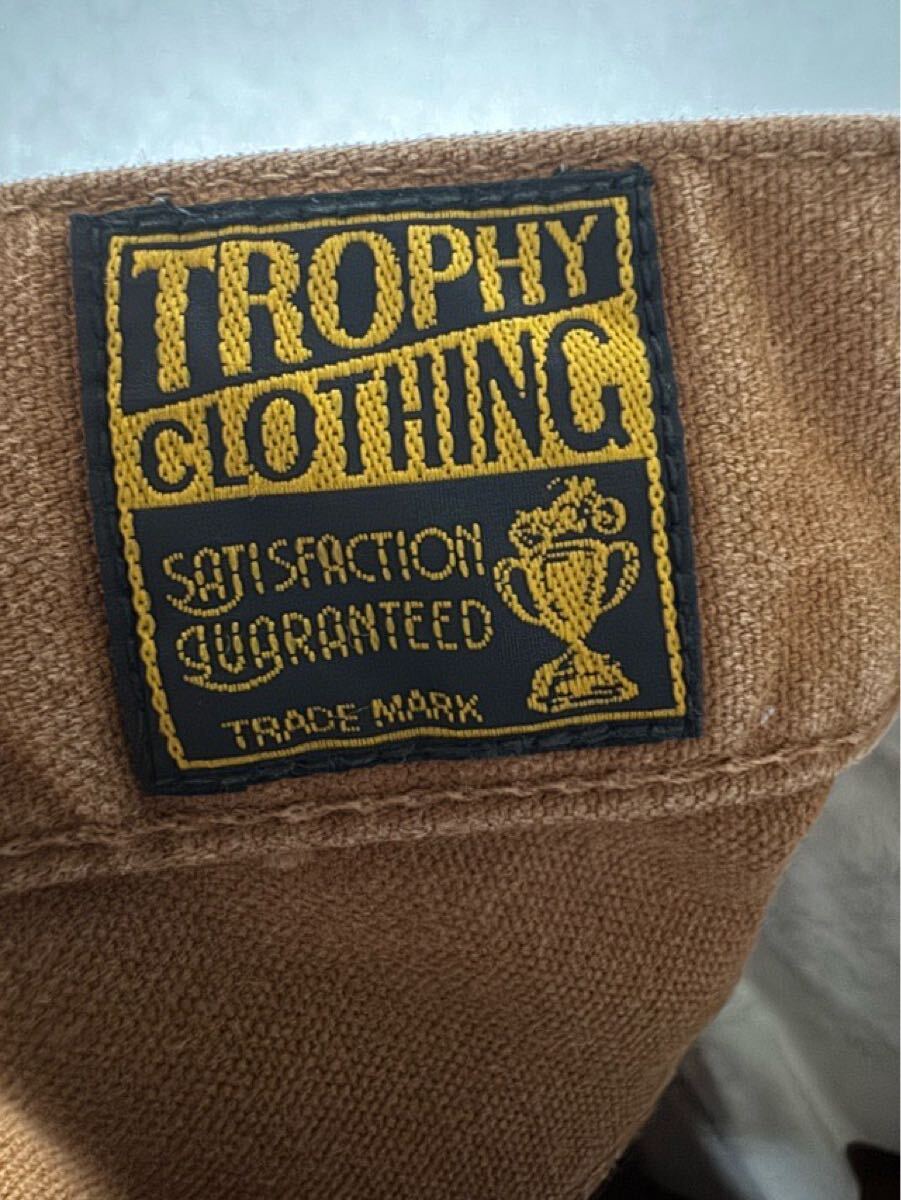 TROPHY
CLOTHING
SATISFACTION
GUARANTEED
TRADE MARK